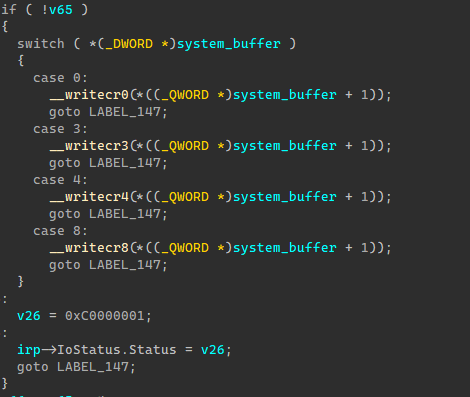 if ( !v65 )
{
switch ( *(_DWORD *)system_buffer )
{
case 0:
__writecr0(*((_QWORD *)system_buffer + 1));
goto LABEL_147;
case 3:
__writecr3(*((_QWORD *)system_buffer + 1));
goto LABEL_147;
case 4:
__writecr4(*((_QWORD *)system_buffer + 1));
goto LABEL_147;
case 8:
__writecr8(*((_QWORD *)system_buffer + 1));
goto LABEL_147;
}
:
v26 = 0xC0000001;
:
irp->IoStatus.Status = v26;
goto LABEL_147;
}